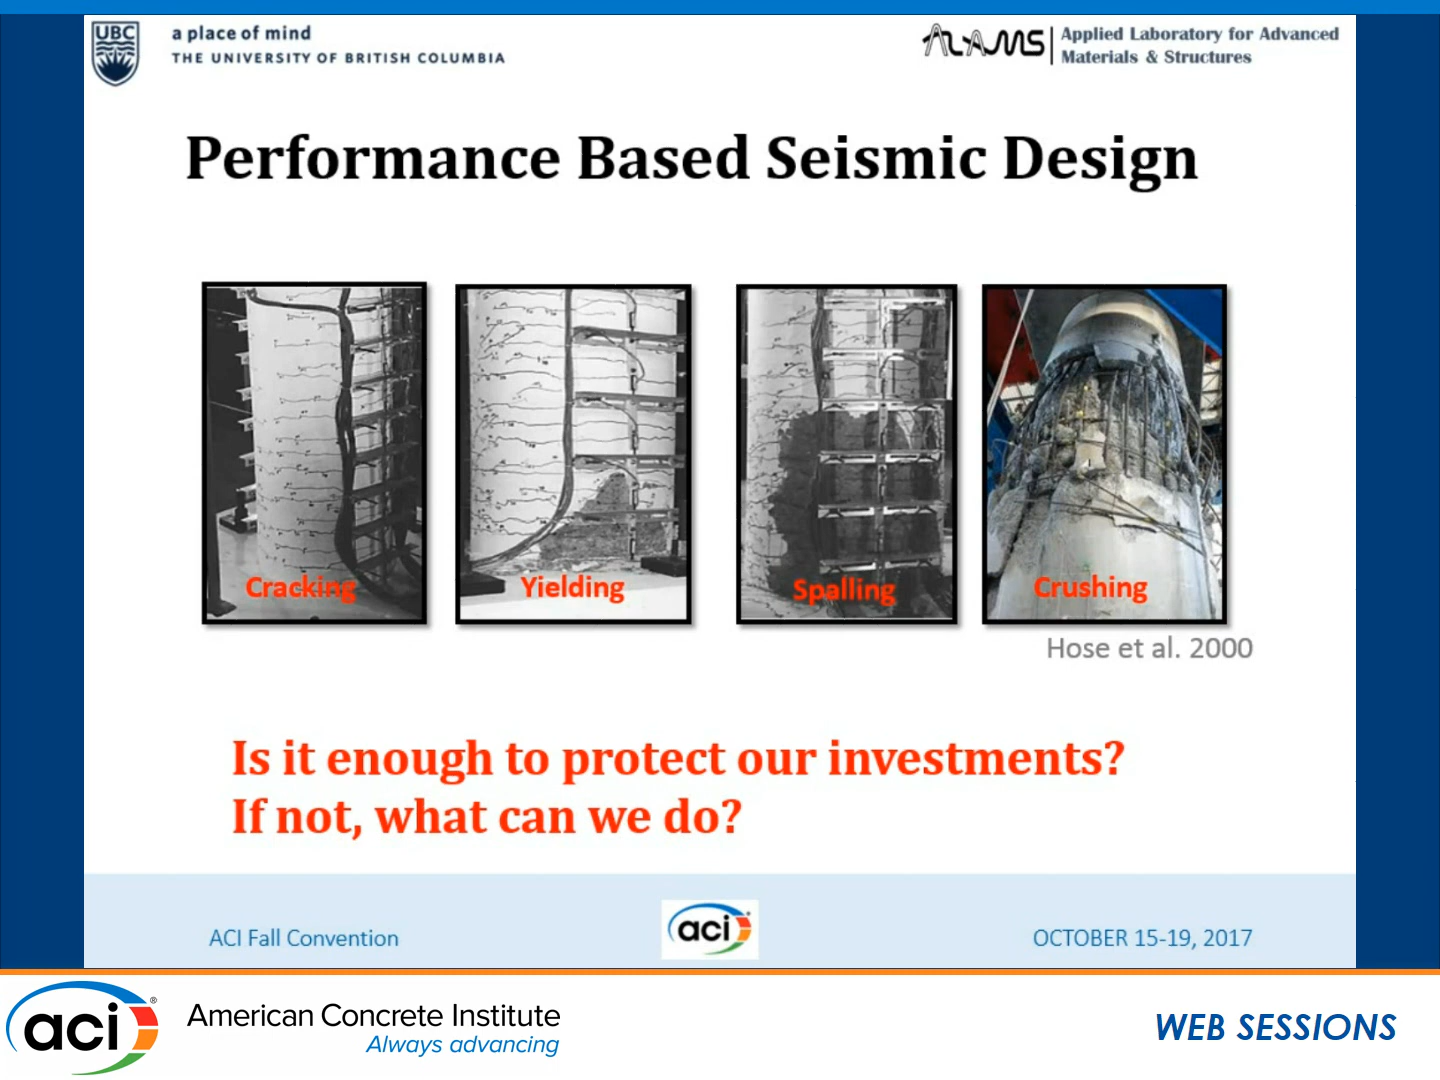 UBC
a place of mind
THE UNIVERSITY OF BRITISH COLUMBIA
ALAMS
Applied Laboratory for Advanced
Materials & Structures
Performance Based Seismic Design
Cracking
Yielding
Spalling
Crushing
Hose et al. 2000
Is it enough to protect our investments?
If not, what can we do?
ACI Fall Convention
aci
OCTOBER 15-19, 2017
aci®
American Concrete Institute
Always advancing
WEB SESSIONS